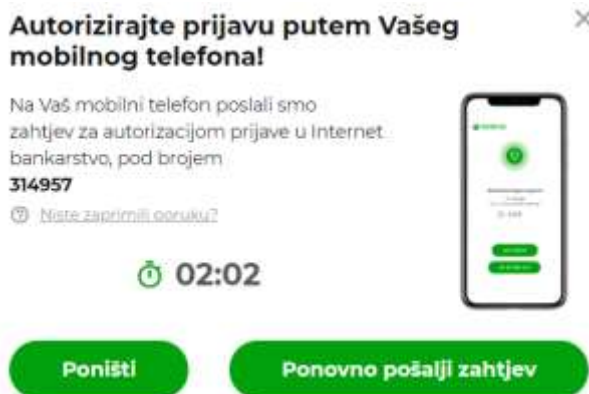 Autorizirajte prijavu putem Vašeg
mobilnog telefona!
Na Vaš mobilni telefon poslali smo
zahtjev za autorizacijom prijave u Internet
bankarstvo, pod brojem
314957
Niste zaprimili poruku?
02:02
Poništi
Ponovno pošalji zahtjev